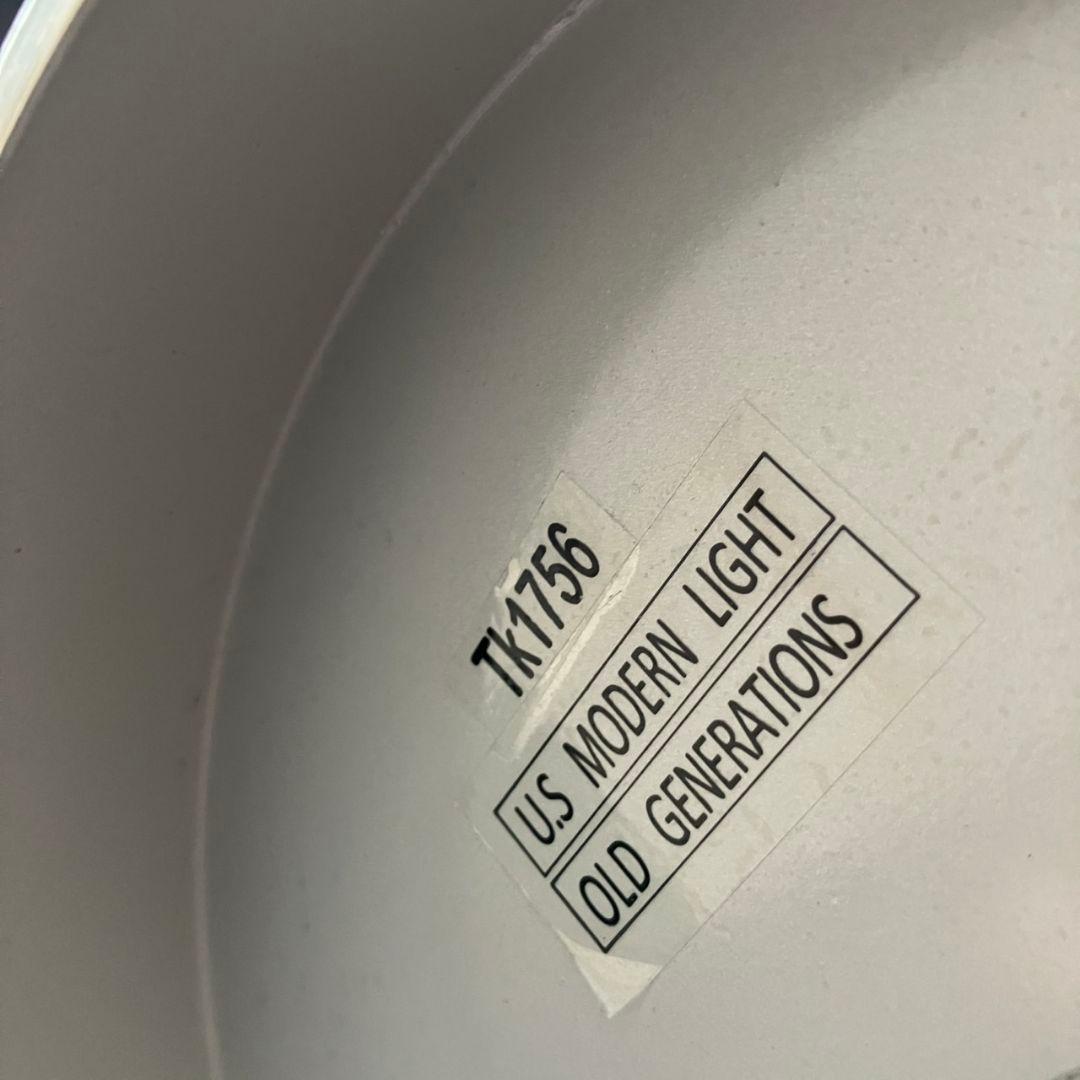 Tk1756
U.S MODERN LIGHT
OLD GENERATIONS